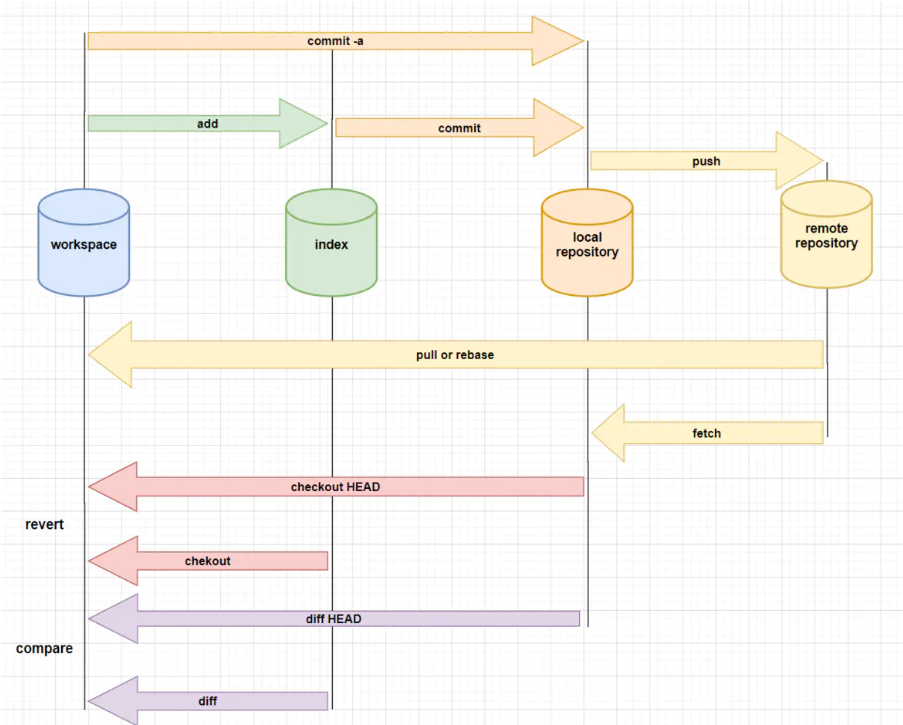 commit -a
add
commit
push
workspace
index
local
repository
remote
repository
pull or rebase
fetch
checkout HEAD
revert
chekout
diff HEAD
compare
diff